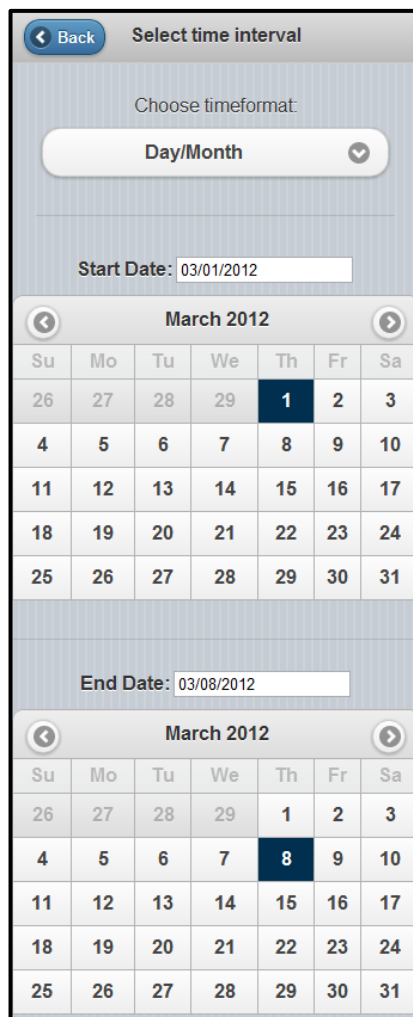 Back Select time interval
Choose timeformat:
Day/Month
Start Date: 03/01/2012
March 2012
Su Mo Tu We Th Fr Sa
26 27 28 29 1 2 3
4 5 6 7 8 9 10
11 12 13 14 15 16 17
18 19 20 21 22 23 24
25 26 27 28 29 30 31
End Date: 03/08/2012
March 2012
Su Mo Tu We Th Fr Sa
26 27 28 29 1 2 3
4 5 6 7 8 9 10
11 12 13 14 15 16 17
18 19 20 21 22 23 24
25 26 27 28 29 30 31